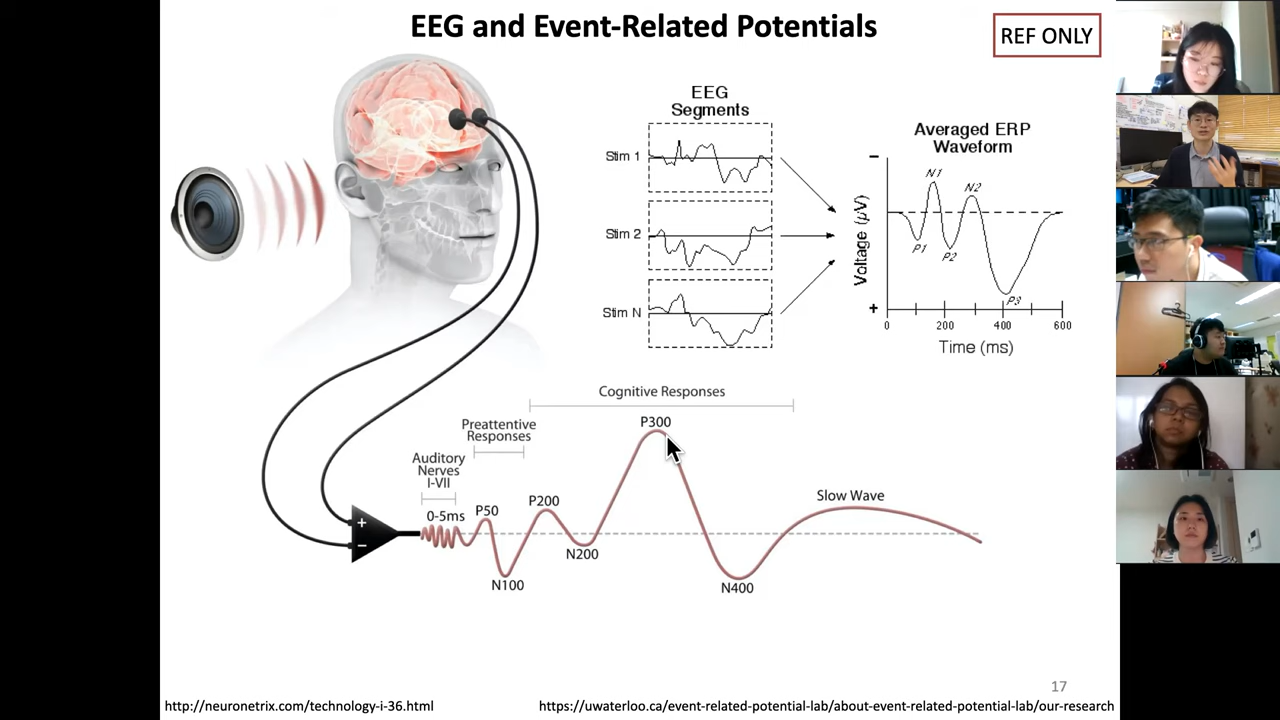 EEG and Event-Related Potentials
REF ONLY
EEG
Segments
Stim 1
Stim 2
Stim N
Averaged ERP
Waveform
Voltage (µV)
−
+
N1
N2
P1
P2
P3
0
200
400
600
Time (ms)
Cognitive Responses
Preattentive
Responses
Auditory
Nerves
I-VII
0-5ms
P50
N100
P200
N200
P300
N400
Slow Wave
+
−
17
http://neuronetrix.com/technology-i-36.html
https://uwaterloo.ca/event-related-potential-lab/about-event-related-potential-lab/our-research